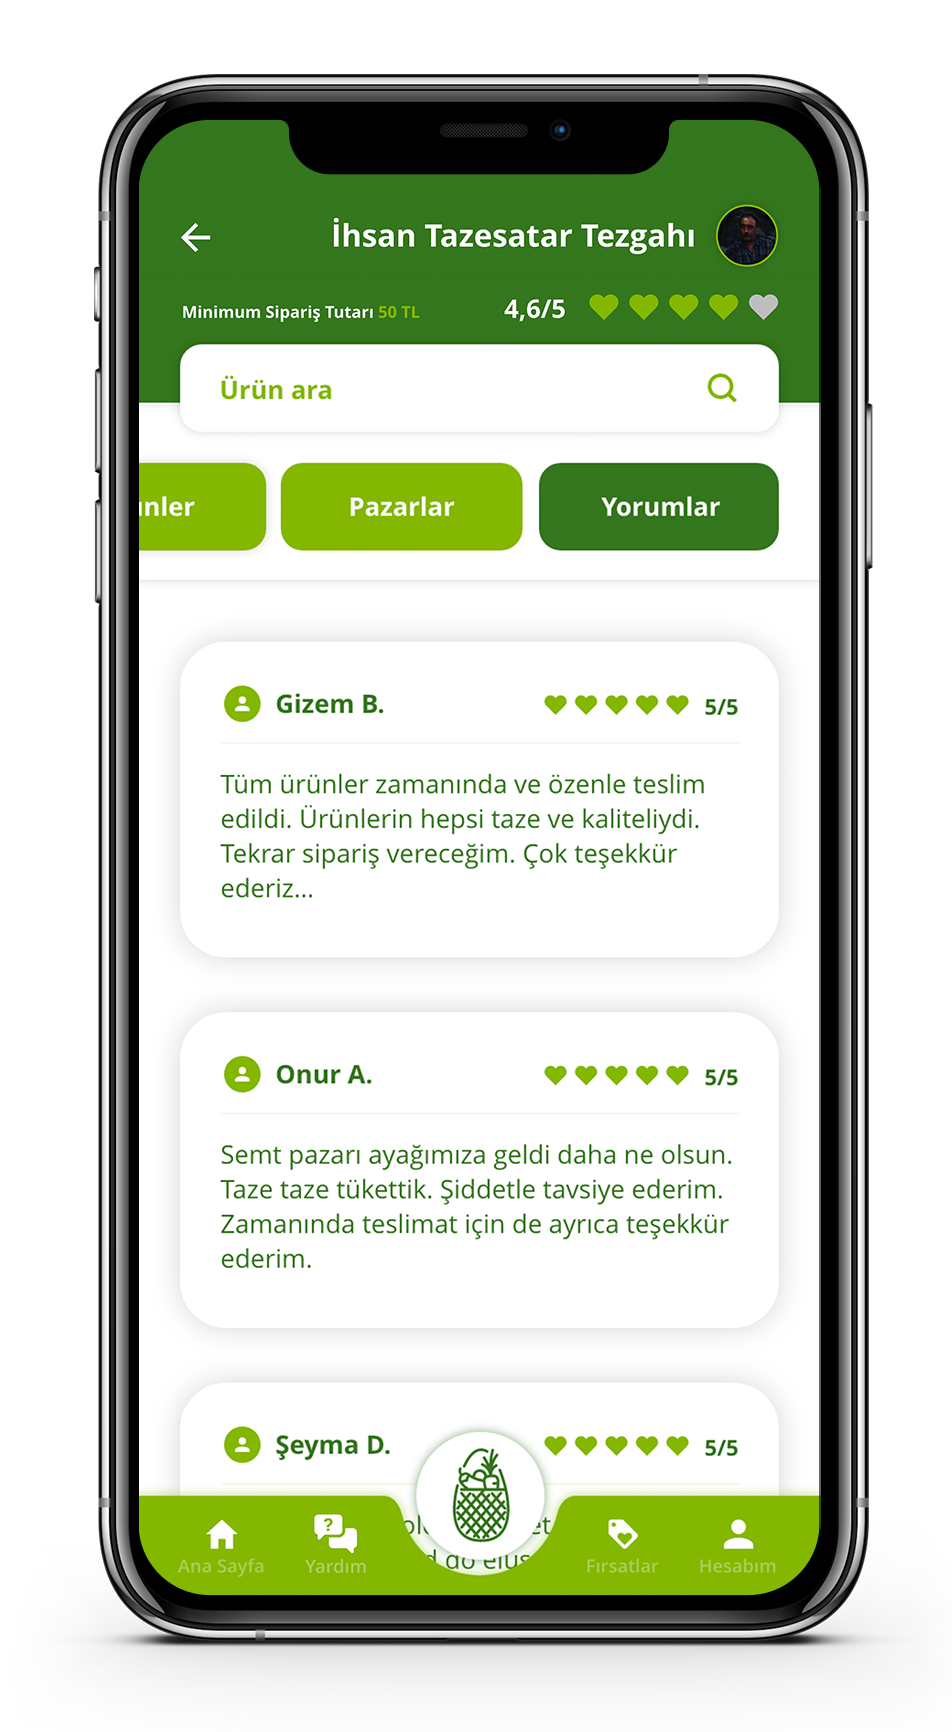 İhsan Tazesatar Tezgahı
Minimum Sipariş Tutarı 50 TL
4,6/5
Ürün ara
Pazarlar
Yorumlar
Gizem B.
5/5
Tüm ürünler zamanında ve özenle teslim
edildi. Ürünlerin hepsi taze ve kaliteliydi.
Tekrar sipariş vereceğim. Çok teşekkür
ederiz...
Onur A.
5/5
Semt pazarı ayağımıza geldi daha ne olsun.
Taze taze tükettik. Şiddetle tavsiye ederim.
Zamanında teslimat için de ayrıca teşekkür
ederim.
Şeyma D.
5/5
?
Ana Sayfa
Yardım
Fırsatlar
Hesabım